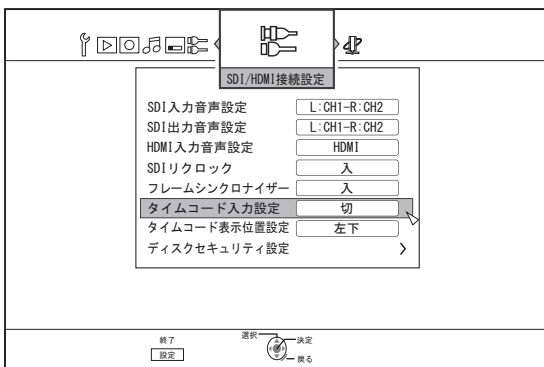 SDI/HDMI接続設定
SDI入力音声設定 L:CH1-R:CH2
SDI出力音声設定 L:CH1-R:CH2
HDMI入力音声設定 HDMI
SDIリクロック 入
フレームシンクロナイザー 入
タイムコード入力設定 切
タイムコード表示位置設定 左下
ディスクセキュリティ設定
終了
設定
選択
決定
戻る